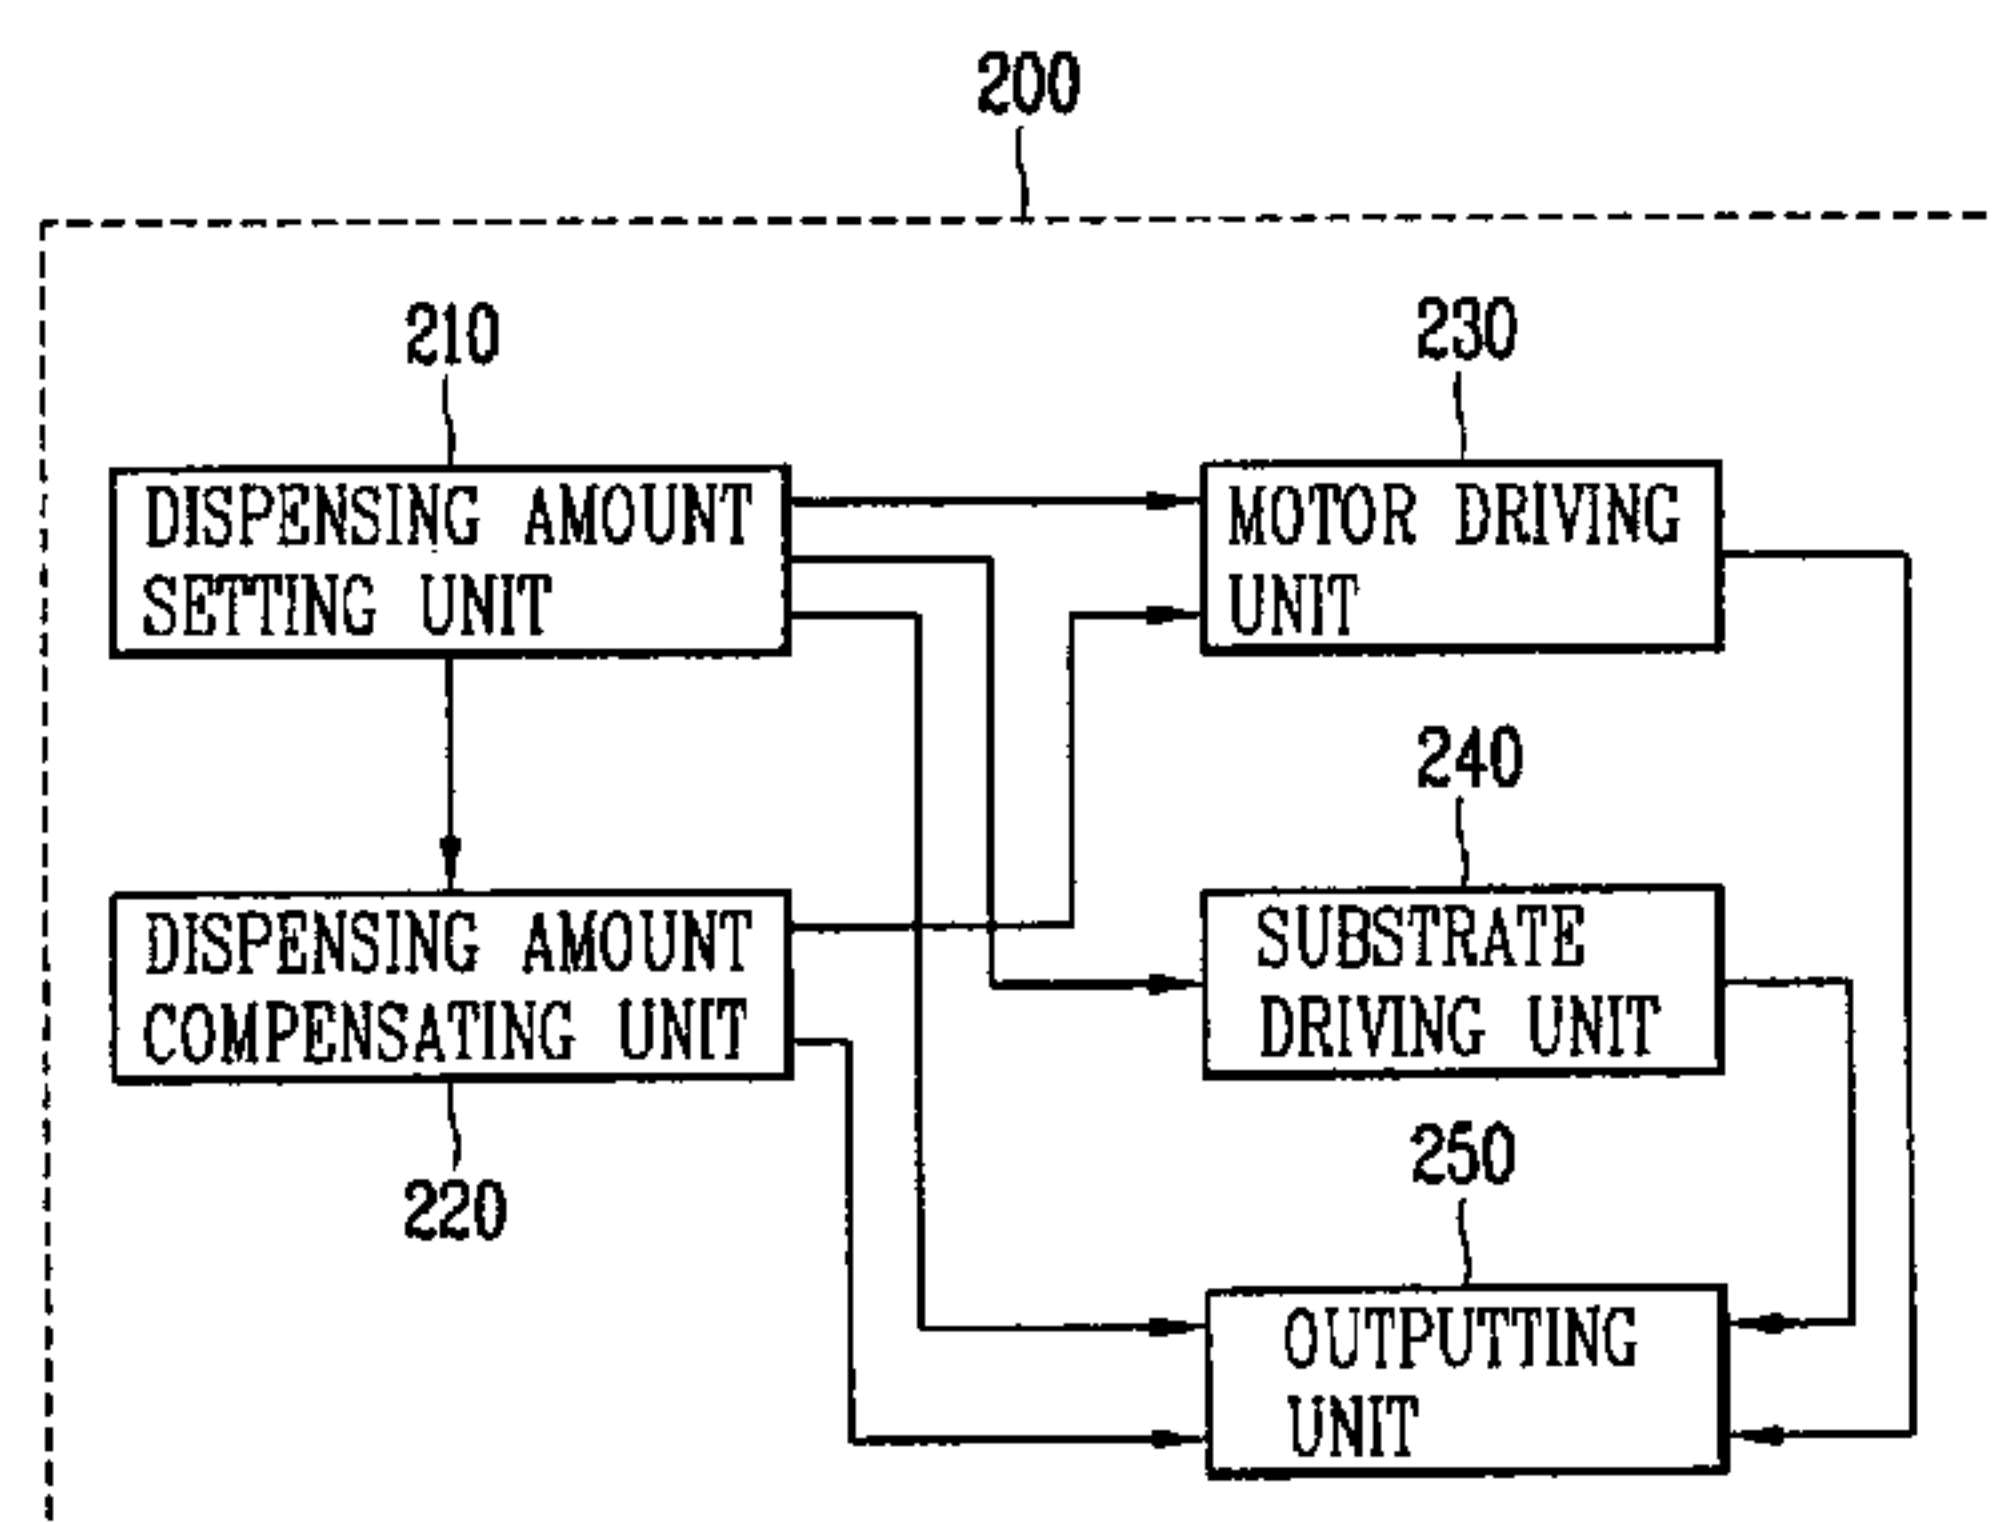 200
210
DISPENSING AMOUNT
SETTING UNIT
230
MOTOR DRIVING
UNIT
240
SUBSTRATE
DRIVING UNIT
DISPENSING AMOUNT
COMPENSATING UNIT
220
250
OUTPUTTING
UNIT